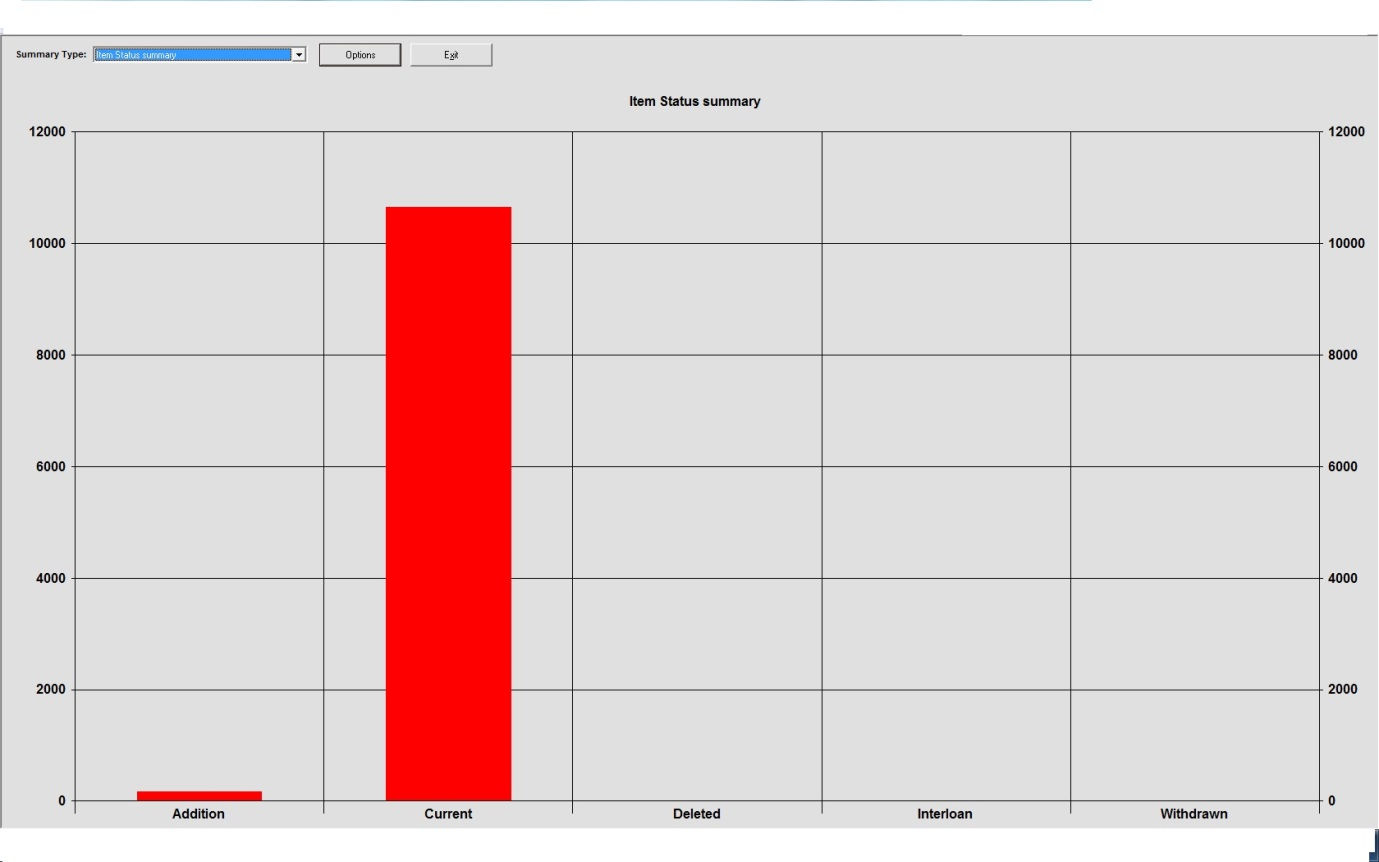 Summary Type: Item Status summary Options Exit
Item Status summary
12000 12000
10000 10000
8000 8000
6000 6000
4000 4000
2000 2000
0 0
Addition Current Deleted Interloan Withdrawn